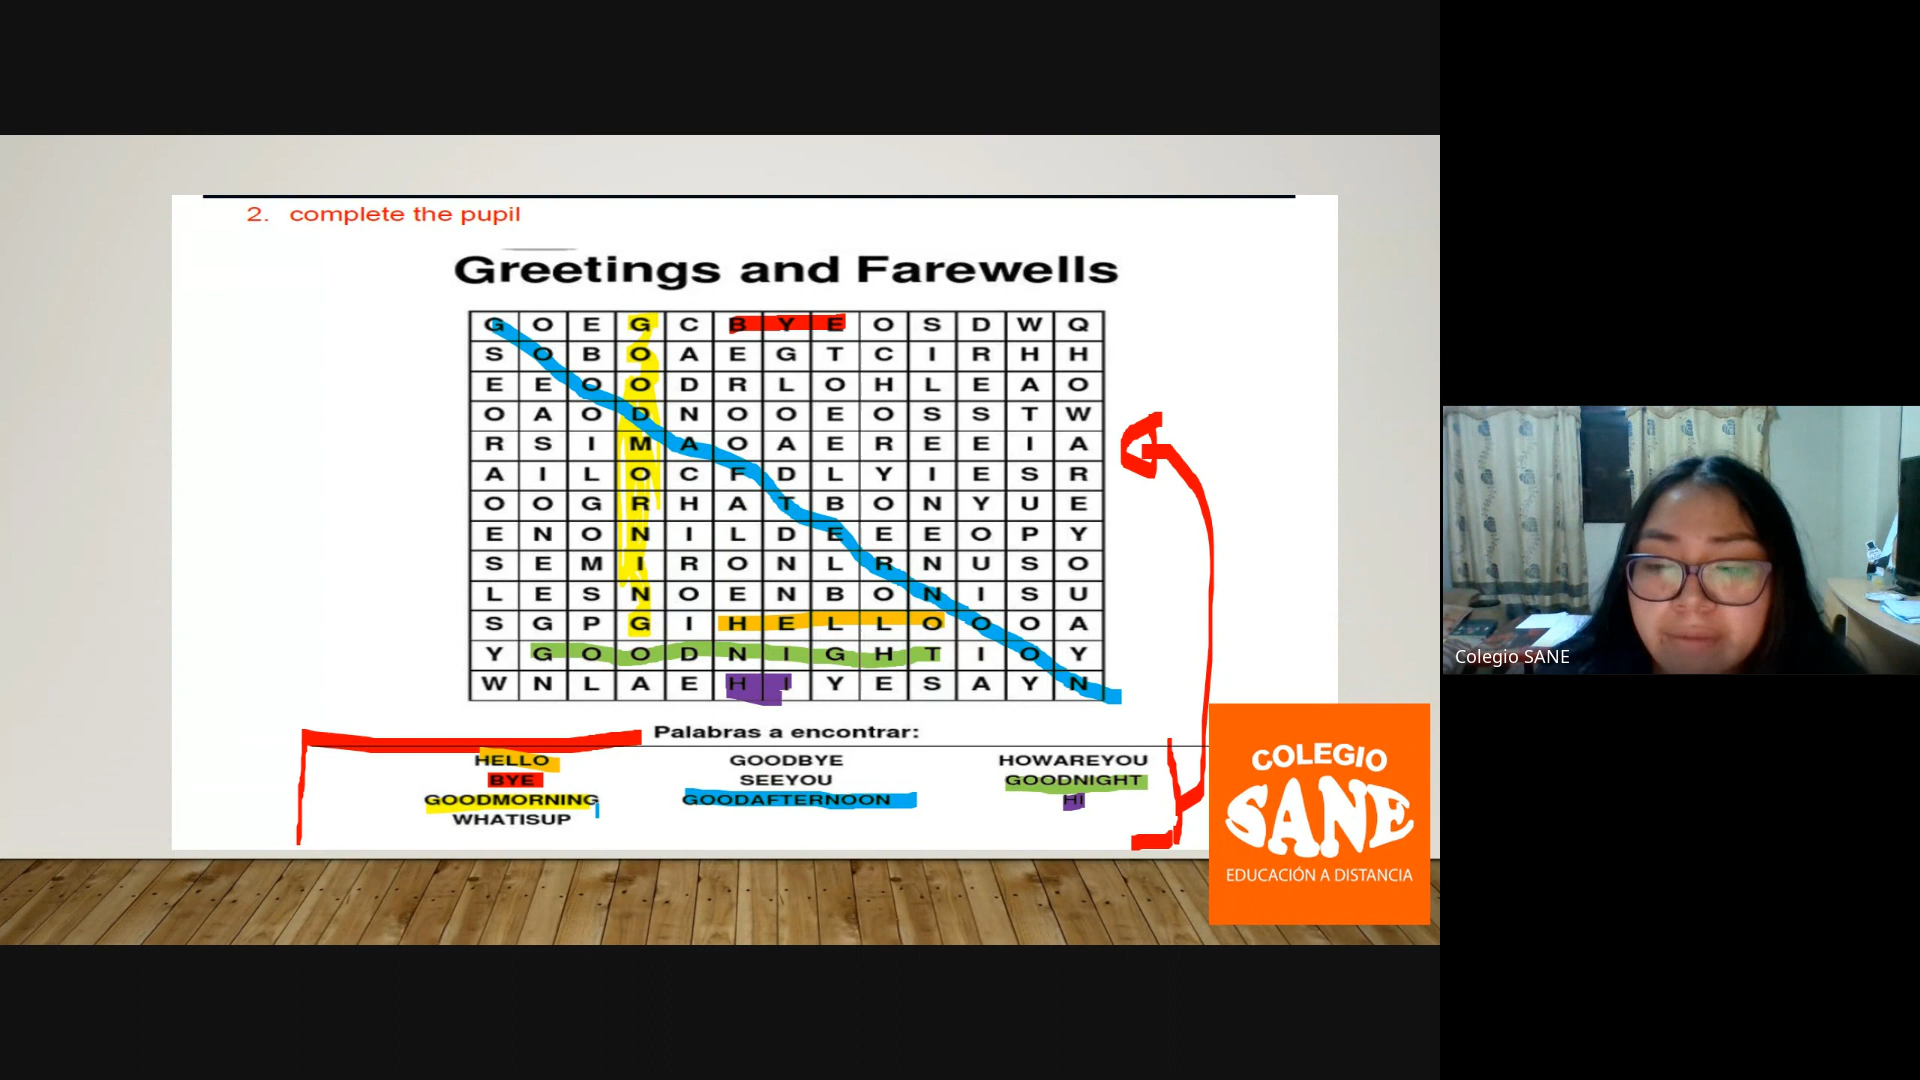 2. complete the pupil
Greetings and Farewells
G O E G C B Y E O S D W Q
S O B O A E G T C I R H H
E E O O D R L O H L E A O
O A O D N O O E O S S T W
R S I M A O A E R E E I A
A I L O C F D L Y I E S R
O O G R H A T B O N Y U E
E N O N I L D E E E O P Y
S E M I R O N L R N U S O
L E S N O E N B O N I S U
S G P G I H E L L O O O A
Y G O O D N I G H T I O Y
W N L A E H I Y E S A Y N
Palabras a encontrar:
HELLO GOODBYE HOWAREYOU
BYE SEEYOU GOODNIGHT
GOODMORNING GOODAFTERNOON HI
WHATISUP
COLEGIO
SANE
EDUCACIÓN A DISTANCIA
Colegio SANE